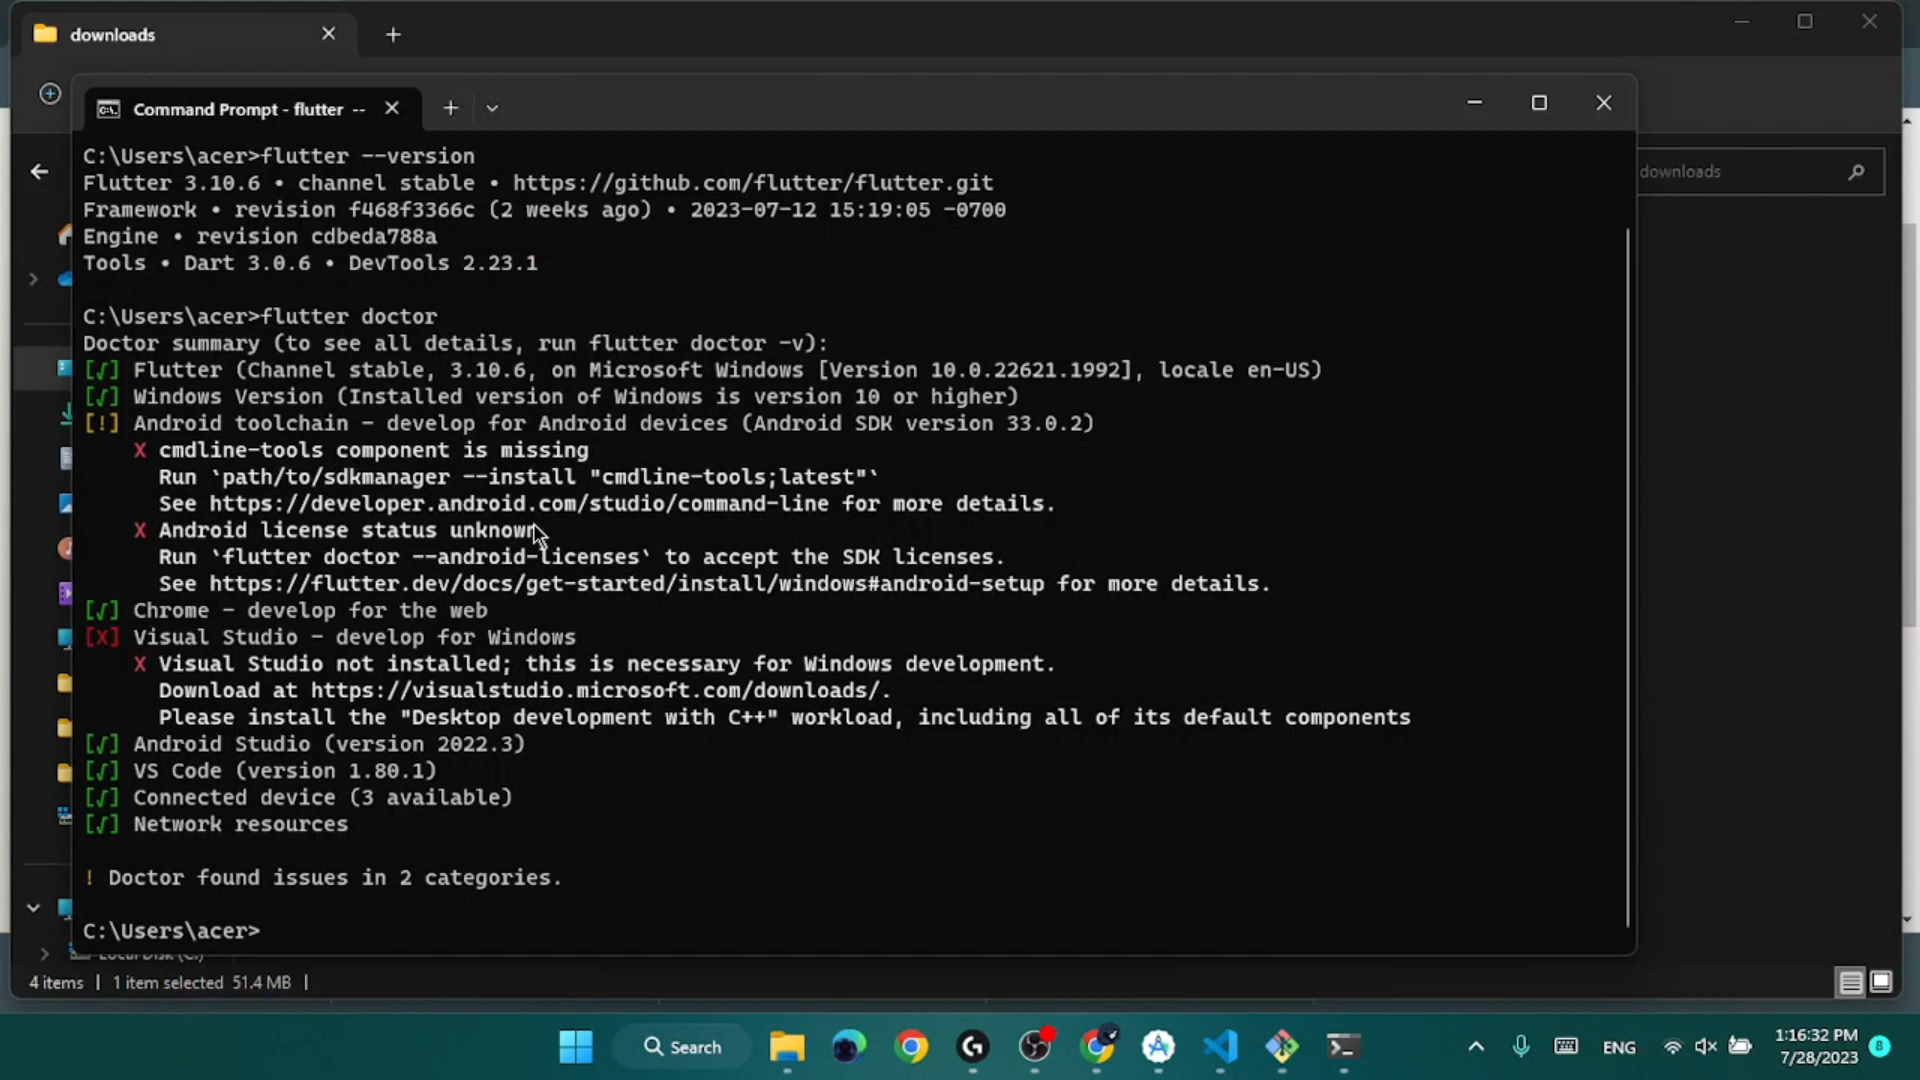 downloads
Command Prompt - flutter --
C:\Users\acer>flutter --version
Flutter 3.10.6 • channel stable • https://github.com/flutter/flutter.git
Framework • revision f468f3366c (2 weeks ago) • 2023-07-12 15:19:05 -0700
Engine • revision cdbeda788a
Tools • Dart 3.0.6 • DevTools 2.23.1
downloads
C:\Users\acer>flutter doctor
Doctor summary (to see all details, run flutter doctor -v):
[√] Flutter (Channel stable, 3.10.6, on Microsoft Windows [Version 10.0.22621.1992], locale en-US)
[√] Windows Version (Installed version of Windows is version 10 or higher)
[!] Android toolchain - develop for Android devices (Android SDK version 33.0.2)
X cmdline-tools component is missing
Run `path/to/sdkmanager --install "cmdline-tools;latest"`
See https://developer.android.com/studio/command-line for more details.
X Android license status unknown
Run `flutter doctor --android-licenses` to accept the SDK licenses.
See https://flutter.dev/docs/get-started/install/windows#android-setup for more details.
[√] Chrome - develop for the web
[X] Visual Studio - develop for Windows
X Visual Studio not installed; this is necessary for Windows development.
Download at https://visualstudio.microsoft.com/downloads/.
Please install the "Desktop development with C++" workload, including all of its default components
[√] Android Studio (version 2022.3)
[√] VS Code (version 1.80.1)
[√] Connected device (3 available)
[√] Network resources
! Doctor found issues in 2 categories.
C:\Users\acer>
Local Disk (C:)
4 items | 1 item selected 51.4 MB |
Search
ENG
1:16:32 PM
7/28/2023
8